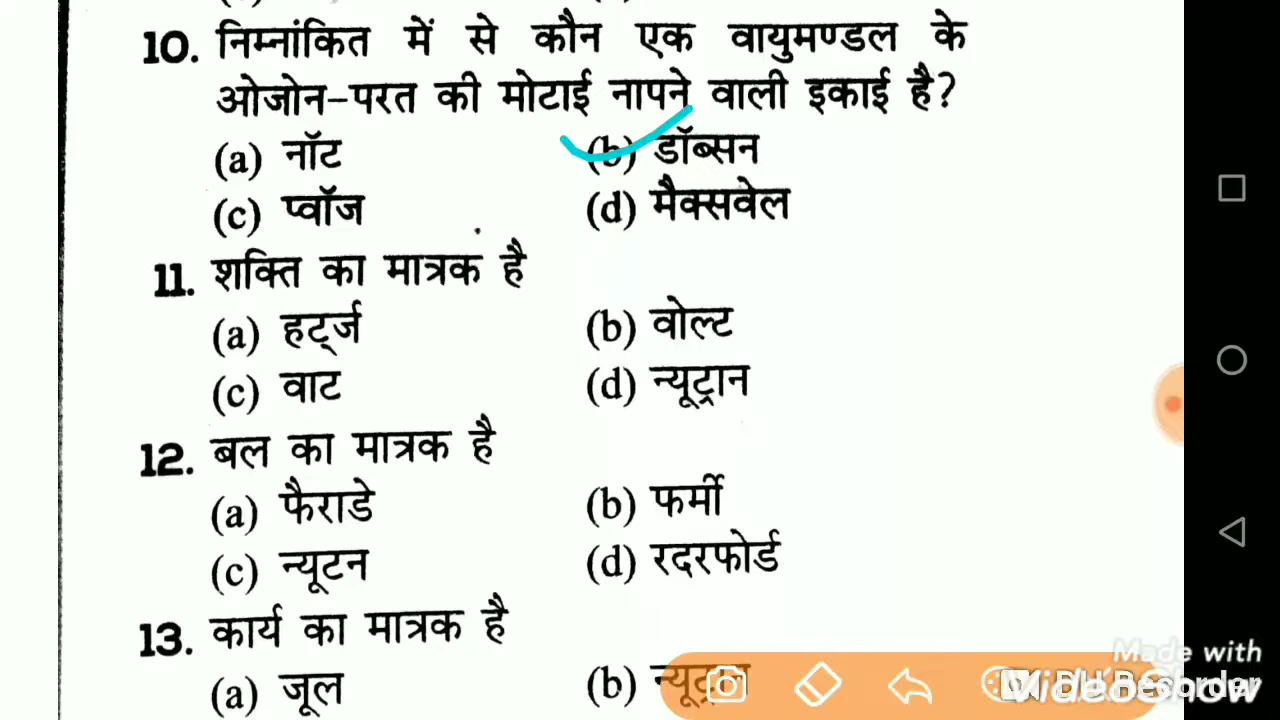 10. निम्नांकित में से कौन एक वायुमण्डल के
ओजोन-परत की मोटाई नापने वाली इकाई है?
(a) नॉट (b) डॉब्सन
(c) प्वॉज (d) मैक्सवेल
11. शक्ति का मात्रक है
(a) हर्ट्ज (b) वोल्ट
(c) वाट (d) न्यूट्रान
12. बल का मात्रक है
(a) फैराडे (b) फर्मी
(c) न्यूटन (d) रदरफोर्ड
13. कार्य का मात्रक है
(a) जूल (b)
Made with